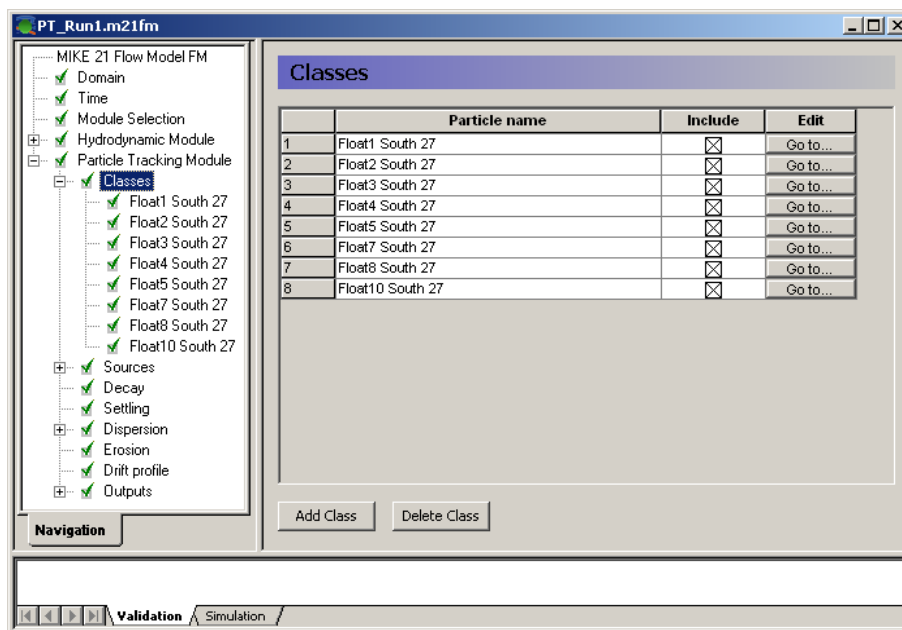 PT_Run1.m21fm
MIKE 21 Flow Model FM
Domain
Time
Module Selection
Hydrodynamic Module
Particle Tracking Module
Classes
Float1 South 27
Float2 South 27
Float3 South 27
Float4 South 27
Float5 South 27
Float7 South 27
Float8 South 27
Float10 South 27
Sources
Decay
Settling
Dispersion
Erosion
Drift profile
Outputs
Navigation
Classes
Particle name Include Edit
1 Float1 South 27 Go to...
2 Float2 South 27 Go to...
3 Float3 South 27 Go to...
4 Float4 South 27 Go to...
5 Float5 South 27 Go to...
6 Float7 South 27 Go to...
7 Float8 South 27 Go to...
8 Float10 South 27 Go to...
Add Class Delete Class
Validation Simulation